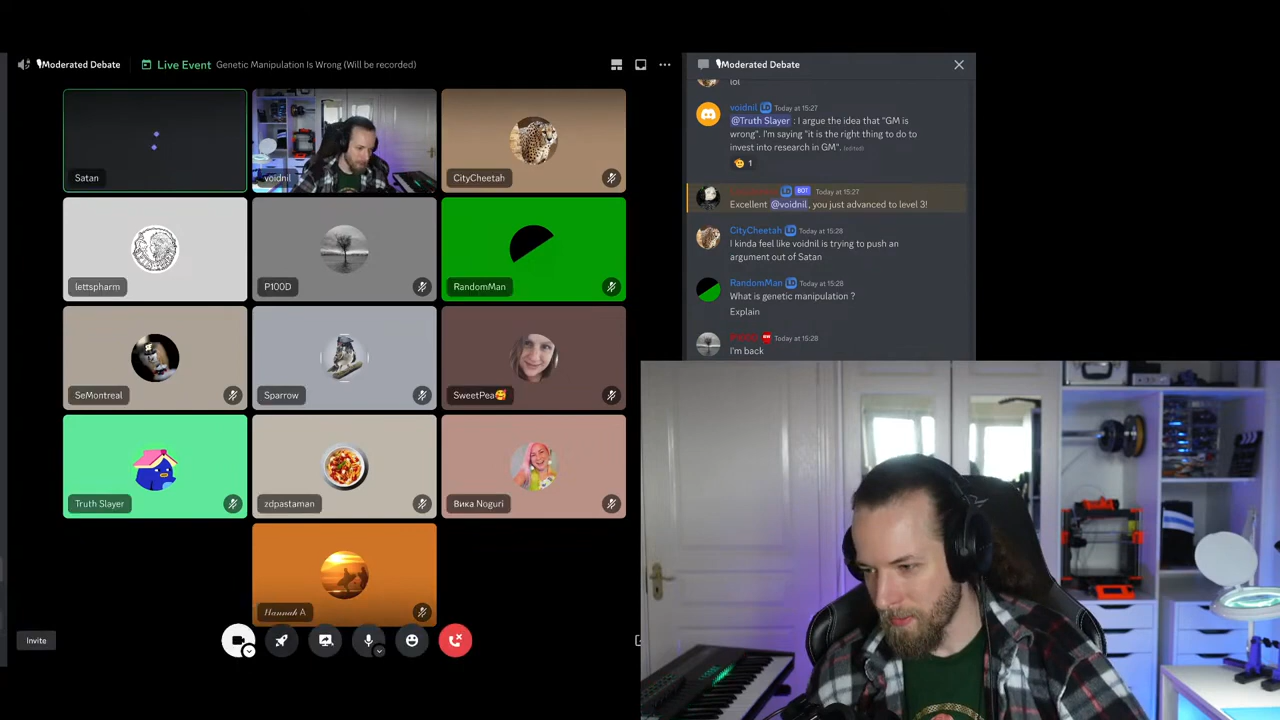 Moderated Debate
Live Event Genetic Manipulation Is Wrong (Will be recorded)
Satan
voidnil
CityCheetah
lettspharm
P100D
RandomMan
SeMontreal
Sparrow
SweetPea🥰
Truth Slayer
zdpastaman
Вика Noguri
Hannah A
Invite
Moderated Debate
lol
voidnil LD Today at 15:27
@Truth Slayer : I argue the idea that "GM is
wrong". I'm saying "it is the right thing to do to
invest into research in GM". (edited)
1
LD BOT Today at 15:27
Excellent @voidnil, you just advanced to level 3!
CityCheetah LD Today at 15:28
I kinda feel like voidnil is trying to push an
argument out of Satan
RandomMan LD Today at 15:28
What is genetic manipulation ?
Explain
Today at 15:28
I'm back